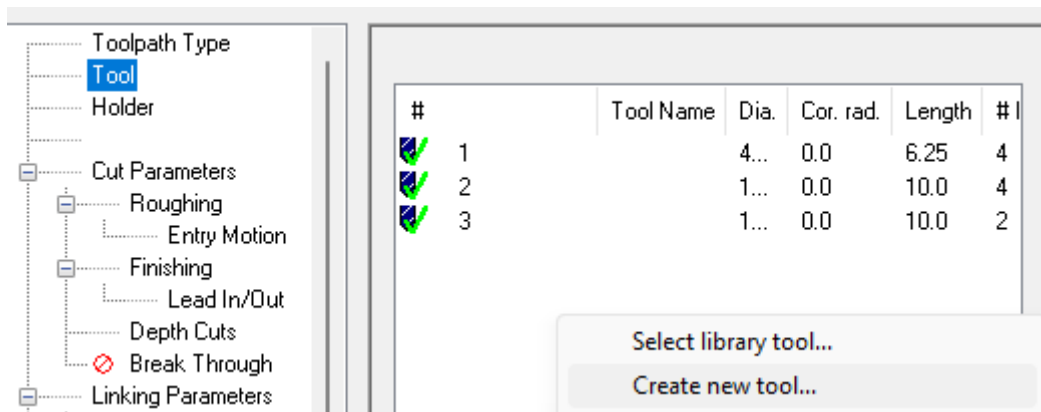 Toolpath Type
Tool
Holder
Cut Parameters
Roughing
Entry Motion
Finishing
Lead In/Out
Depth Cuts
Break Through
Linking Parameters
# Tool Name Dia. Cor. rad. Length #
1 4... 0.0 6.25 4
2 1... 0.0 10.0 4
3 1... 0.0 10.0 2
Select library tool...
Create new tool...